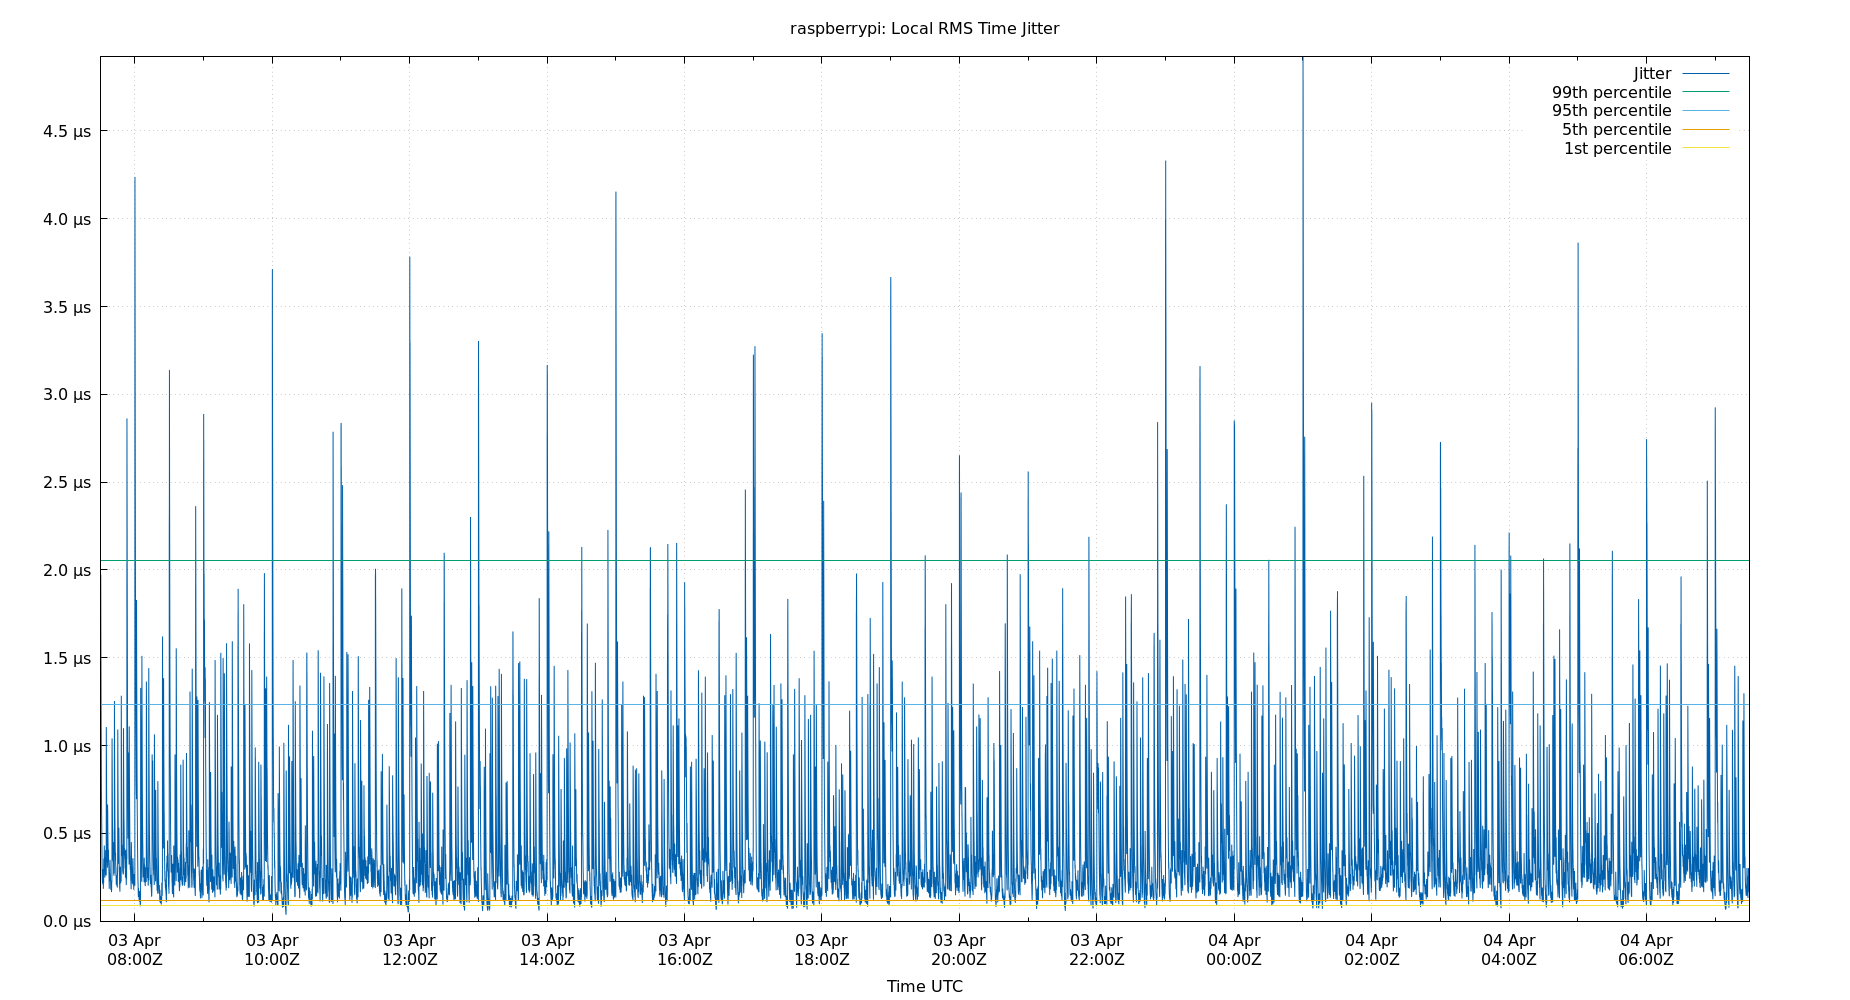 raspberrypi: Local RMS Time Jitter
Jitter
99th percentile
95th percentile
5th percentile
1st percentile
4.5 µs
4.0 µs
3.5 µs
3.0 µs
2.5 µs
2.0 µs
1.5 µs
1.0 µs
0.5 µs
0.0 µs
03 Apr 03 Apr 03 Apr 03 Apr 03 Apr 03 Apr 03 Apr 03 Apr 04 Apr 04 Apr 04 Apr 04 Apr
08:00Z 10:00Z 12:00Z 14:00Z 16:00Z 18:00Z 20:00Z 22:00Z 00:00Z 02:00Z 04:00Z 06:00Z
Time UTC